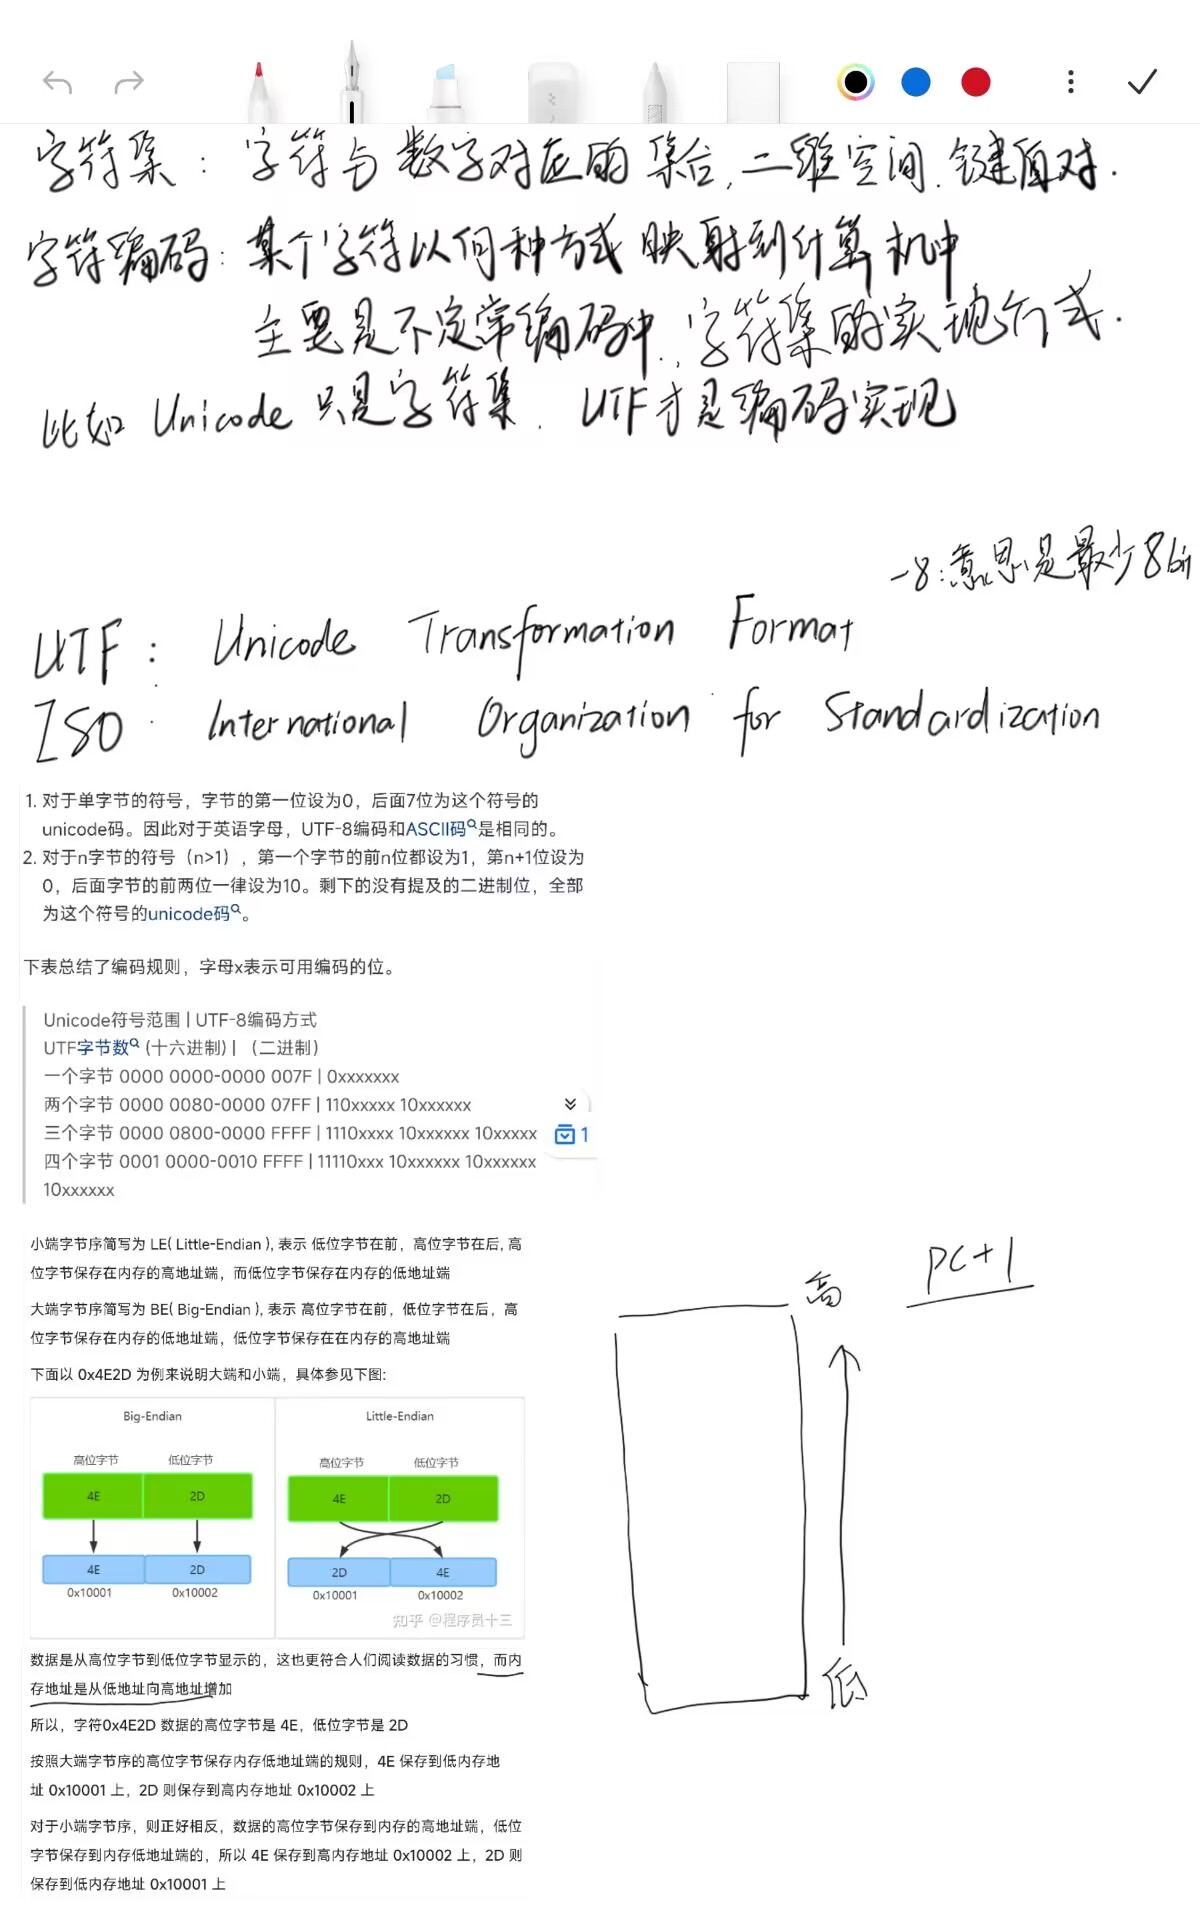 字符集：字符与数字对应的集合，二维空间.键值对.
字符编码：某个字符以何种方式映射到计算机中
主要是不定常编码中，字符集的实现方式.
比如 Unicode 只是字符集. UTF才是编码实现
-8:意思是最少8bit
UTF: Unicode Transformation Format
ISO: International Organization for Standardization
1. 对于单字节的符号，字节的第一位设为0，后面7位为这个符号的
unicode码。因此对于英语字母，UTF-8编码和ASCII码是相同的。
2. 对于n字节的符号（n>1），第一个字节的前n位都设为1，第n+1位设为
0，后面字节的前两位一律设为10。剩下的没有提及的二进制位，全部
为这个符号的unicode码。
下表总结了编码规则，字母x表示可用编码的位。
Unicode符号范围 | UTF-8编码方式
UTF字节数 (十六进制) | （二进制）
一个字节 0000 0000-0000 007F | 0xxxxxxx
两个字节 0000 0080-0000 07FF | 110xxxxx 10xxxxxx
三个字节 0000 0800-0000 FFFF | 1110xxxx 10xxxxxx 10xxxxx
1
四个字节 0001 0000-0010 FFFF | 11110xxx 10xxxxxx 10xxxxxx
10xxxxxx
小端字节序简写为 LE( Little-Endian ), 表示 低位字节在前，高位字节在后, 高
位字节保存在内存的高地址端，而低位字节保存在内存的低地址端
大端字节序简写为 BE( Big-Endian ), 表示 高位字节在前，低位字节在后，高
位字节保存在内存的低地址端，低位字节保存在在内存的高地址端
下面以 0x4E2D 为例来说明大端和小端，具体参见下图:
Big-Endian
高位字节 低位字节
4E 2D
4E 2D
0x10001 0x10002
Little-Endian
高位字节 低位字节
4E 2D
2D 4E
0x10001 0x10002
知乎 @程序员十三
高
PC+1
低
数据是从高位字节到低位字节显示的，这也更符合人们阅读数据的习惯，而内
存地址是从低地址向高地址增加
所以，字符0x4E2D 数据的高位字节是 4E，低位字节是 2D
按照大端字节序的高位字节保存内存低地址端的规则，4E 保存到低内存地
址 0x10001 上，2D 则保存到高内存地址 0x10002 上
对于小端字节序，则正好相反，数据的高位字节保存到内存的高地址端，低位
字节保存到内存低地址端的，所以 4E 保存到高内存地址 0x10002 上，2D 则
保存到低内存地址 0x10001 上